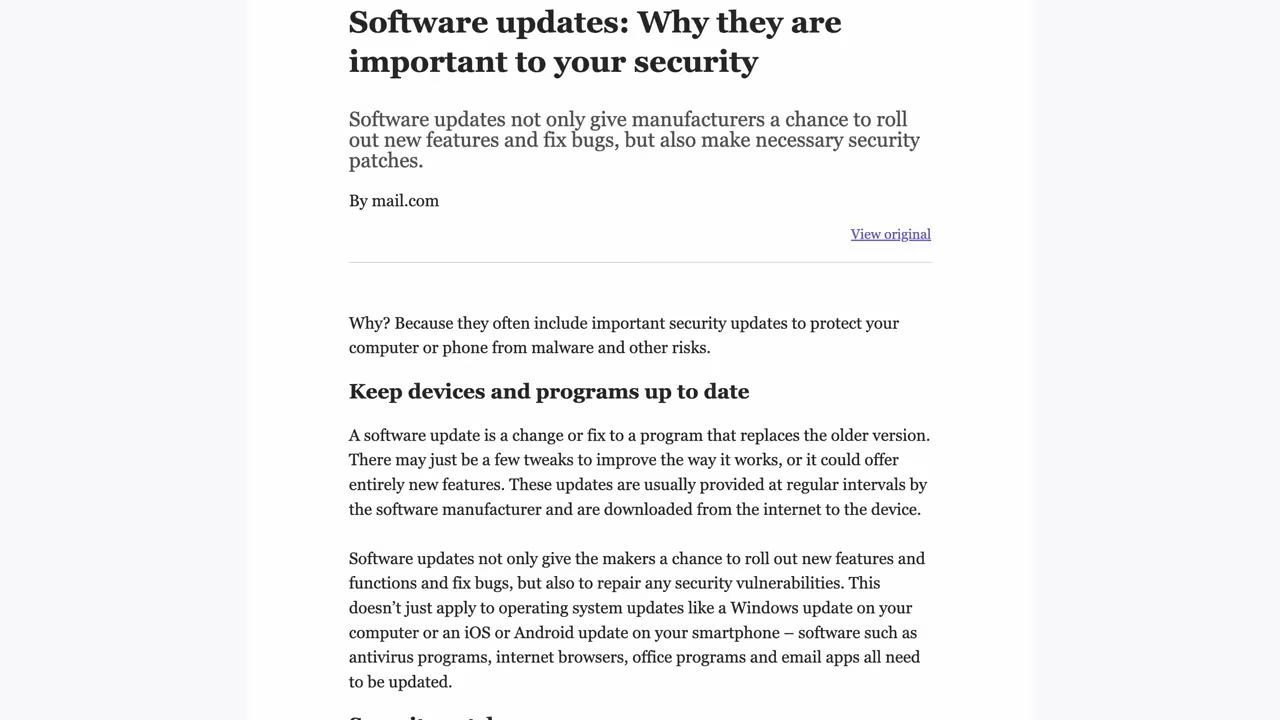 Software updates: Why they are
important to your security
Software updates not only give manufacturers a chance to roll
out new features and fix bugs, but also make necessary security
patches.
By mail.com
View original
Why? Because they often include important security updates to protect your
computer or phone from malware and other risks.
Keep devices and programs up to date
A software update is a change or fix to a program that replaces the older version.
There may just be a few tweaks to improve the way it works, or it could offer
entirely new features. These updates are usually provided at regular intervals by
the software manufacturer and are downloaded from the internet to the device.
Software updates not only give the makers a chance to roll out new features and
functions and fix bugs, but also to repair any security vulnerabilities. This
doesn’t just apply to operating system updates like a Windows update on your
computer or an iOS or Android update on your smartphone – software such as
antivirus programs, internet browsers, office programs and email apps all need
to be updated.